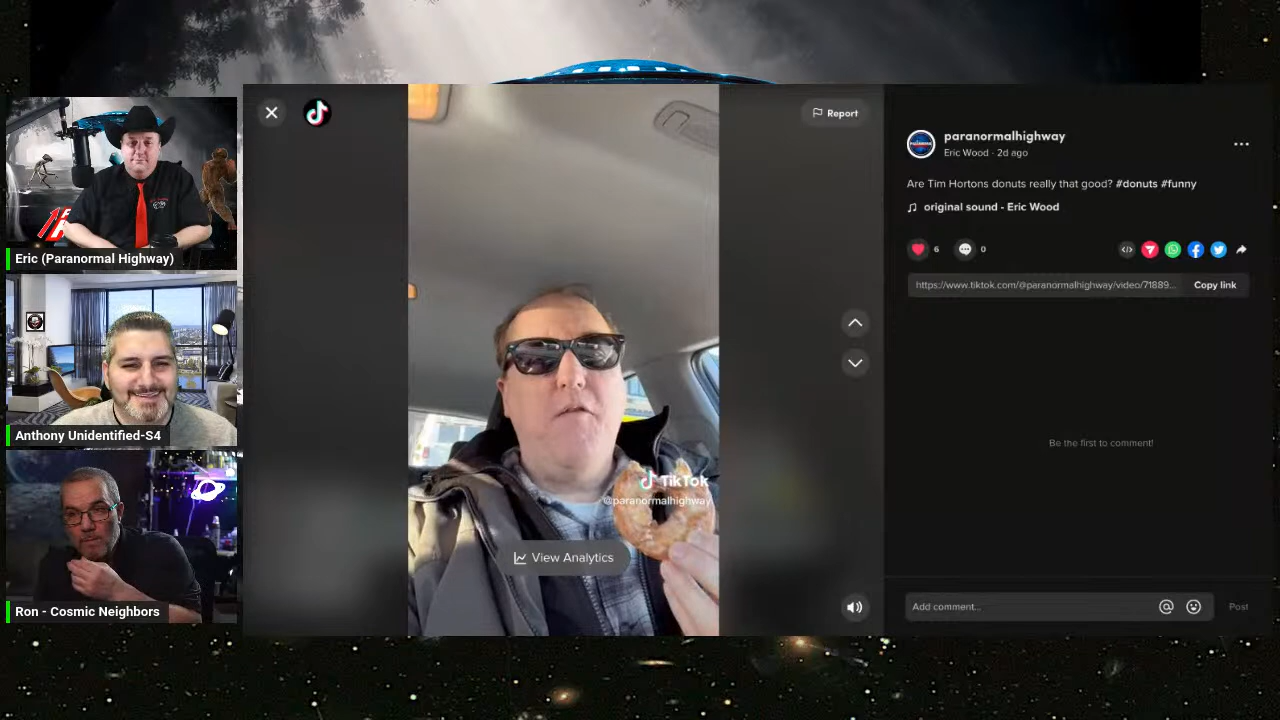 Eric (Paranormal Highway)
Anthony Unidentified-S4
Ron - Cosmic Neighbors
Report
TikTok
@paranormalhighway
View Analytics
paranormalhighway
Eric Wood · 2d ago
Are Tim Hortons donuts really that good? #donuts #funny
original sound - Eric Wood
6
0
https://www.tiktok.com/@paranormalhighway/video/71889...
Copy link
Be the first to comment!
Add comment...
Post